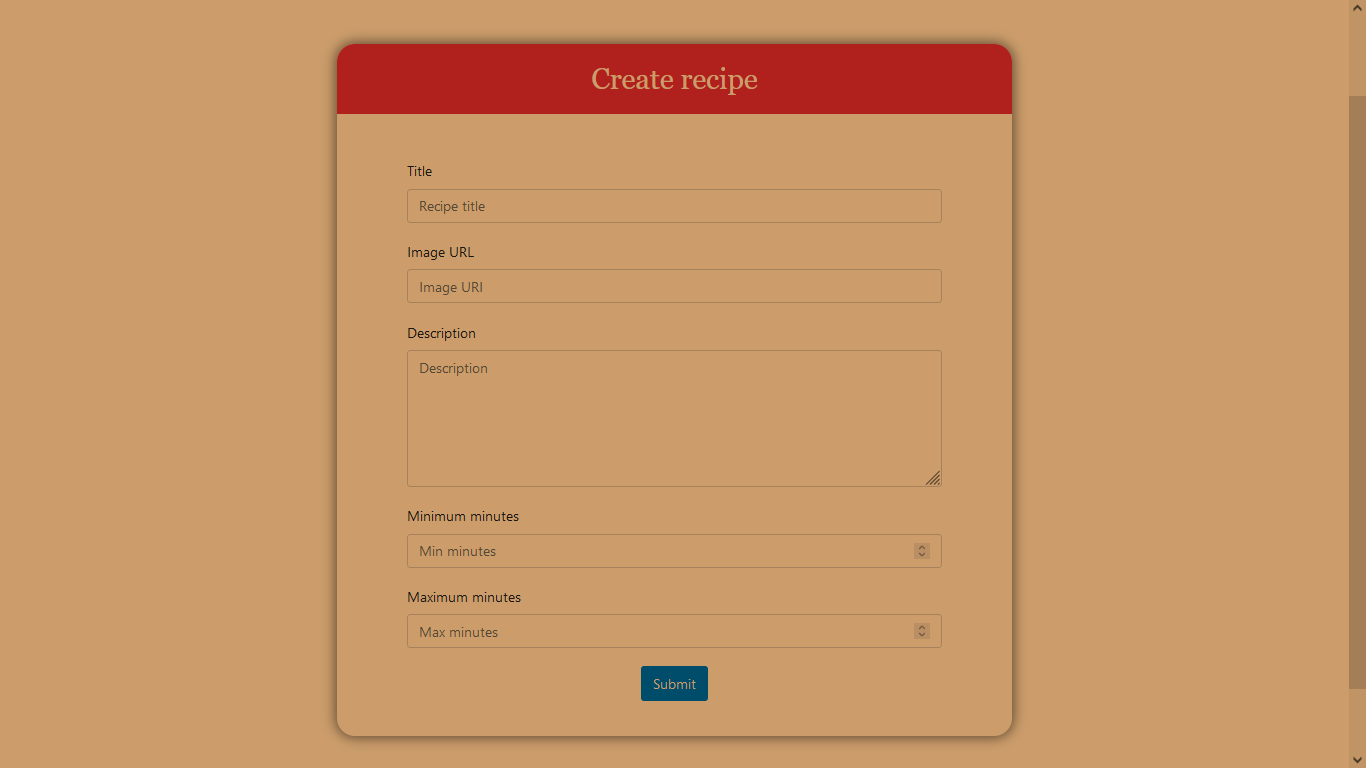 Create recipe
Title
Recipe title
Image URL
Image URl
Description
Description
Minimum minutes
Min minutes
Maximum minutes
Max minutes
Submit